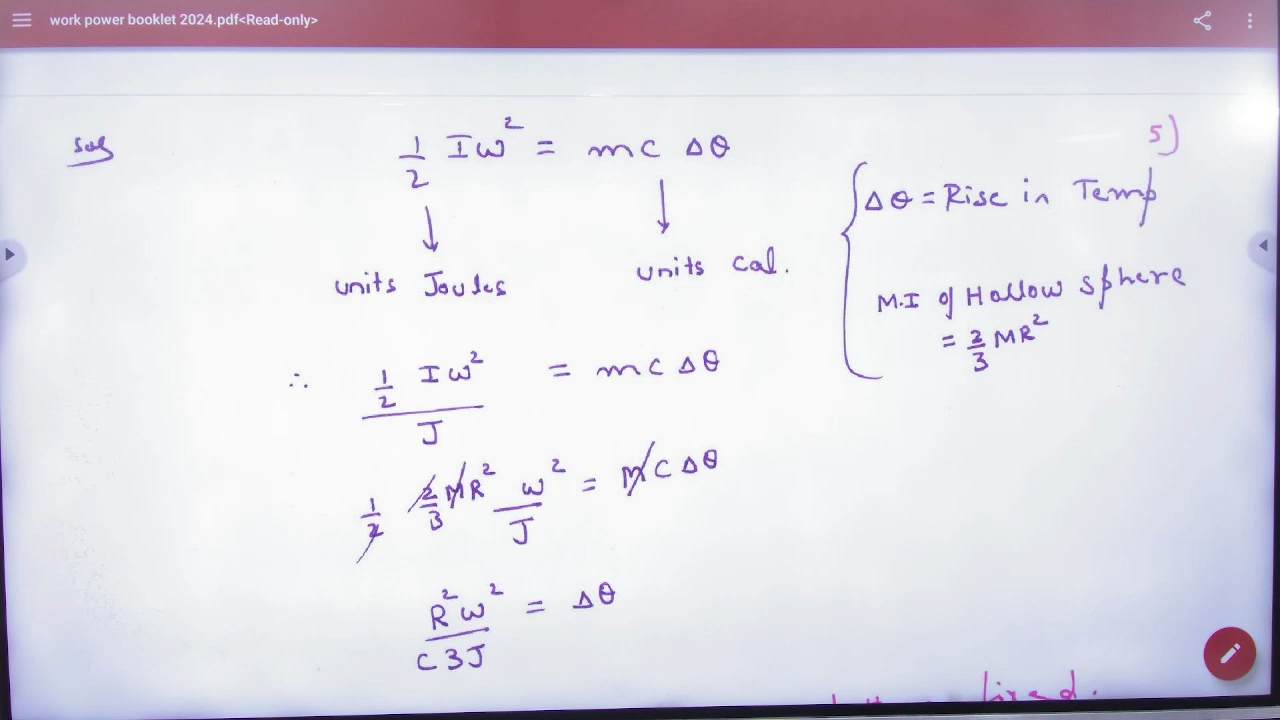 work power booklet 2024.pdf<Read-only>
Sol
5)
1/2 Iω² = mc Δθ
↓ ↓
units Joules units cal.
Δθ = Rise in Temp
M.I of Hollow sphere
= 2/3 MR²
∴ 1/2 Iω² / J = mc Δθ
1/2 2/3 MR² ω²/J = MC Δθ
R²ω² / C3J = Δθ
fixed.